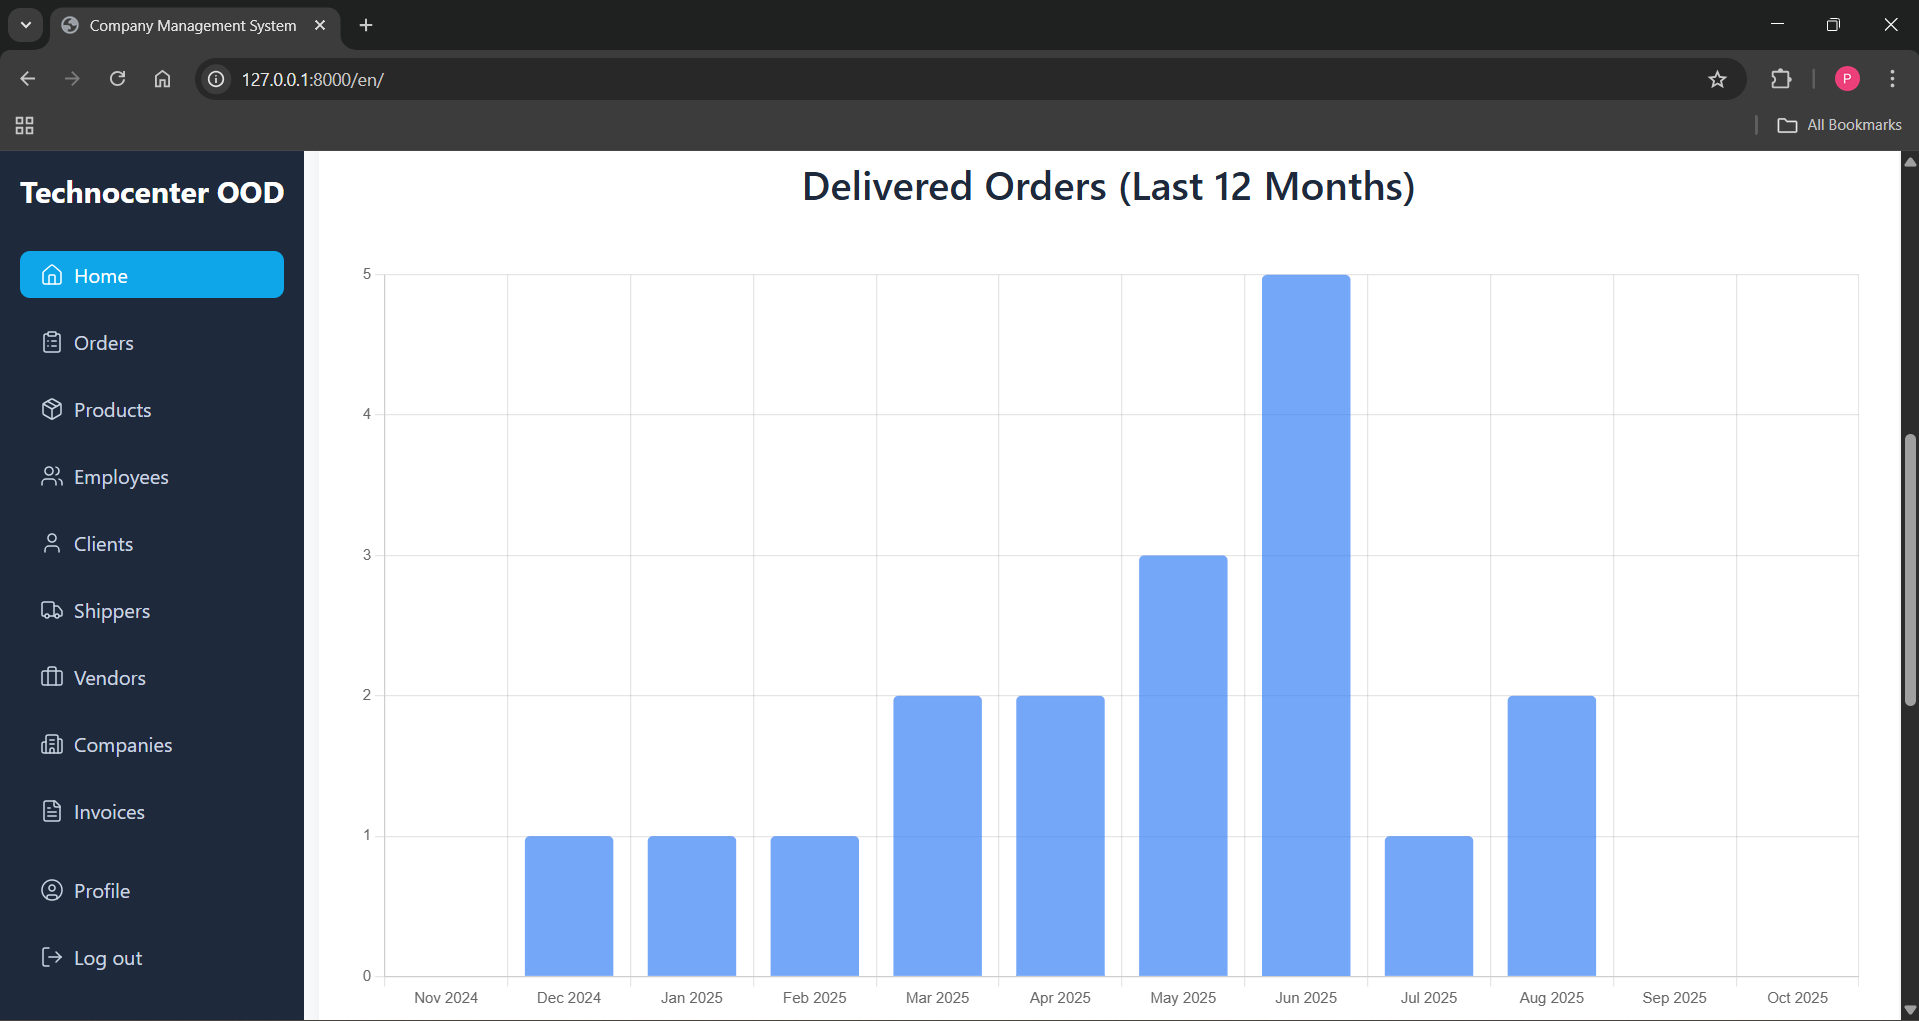 Company Management System
127.0.0.1:8000/en/
P
All Bookmarks
Technocenter OOD
Home
Orders
Products
Employees
Clients
Shippers
Vendors
Companies
Invoices
Profile
Log out
Delivered Orders (Last 12 Months)
5
4
3
2
1
0
Nov 2024 Dec 2024 Jan 2025 Feb 2025 Mar 2025 Apr 2025 May 2025 Jun 2025 Jul 2025 Aug 2025 Sep 2025 Oct 2025